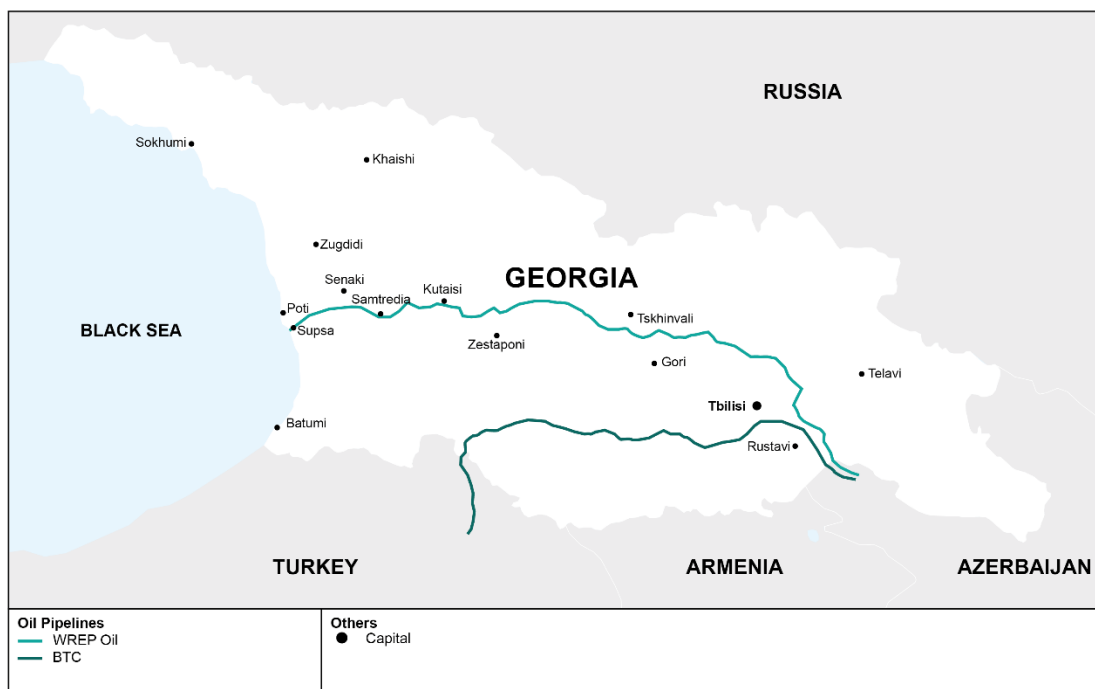 RUSSIA
Sokhumi
Khaishi
Zugdidi
GEORGIA
Senaki
Kutaisi
Samtredia
Poti
Tskhinvali
BLACK SEA
Supsa
Zestaponi
Gori
Telavi
Tbilisi
Batumi
Rustavi
TURKEY
ARMENIA
AZERBAIJAN
Oil Pipelines
WREP Oil
BTC
Others
Capital